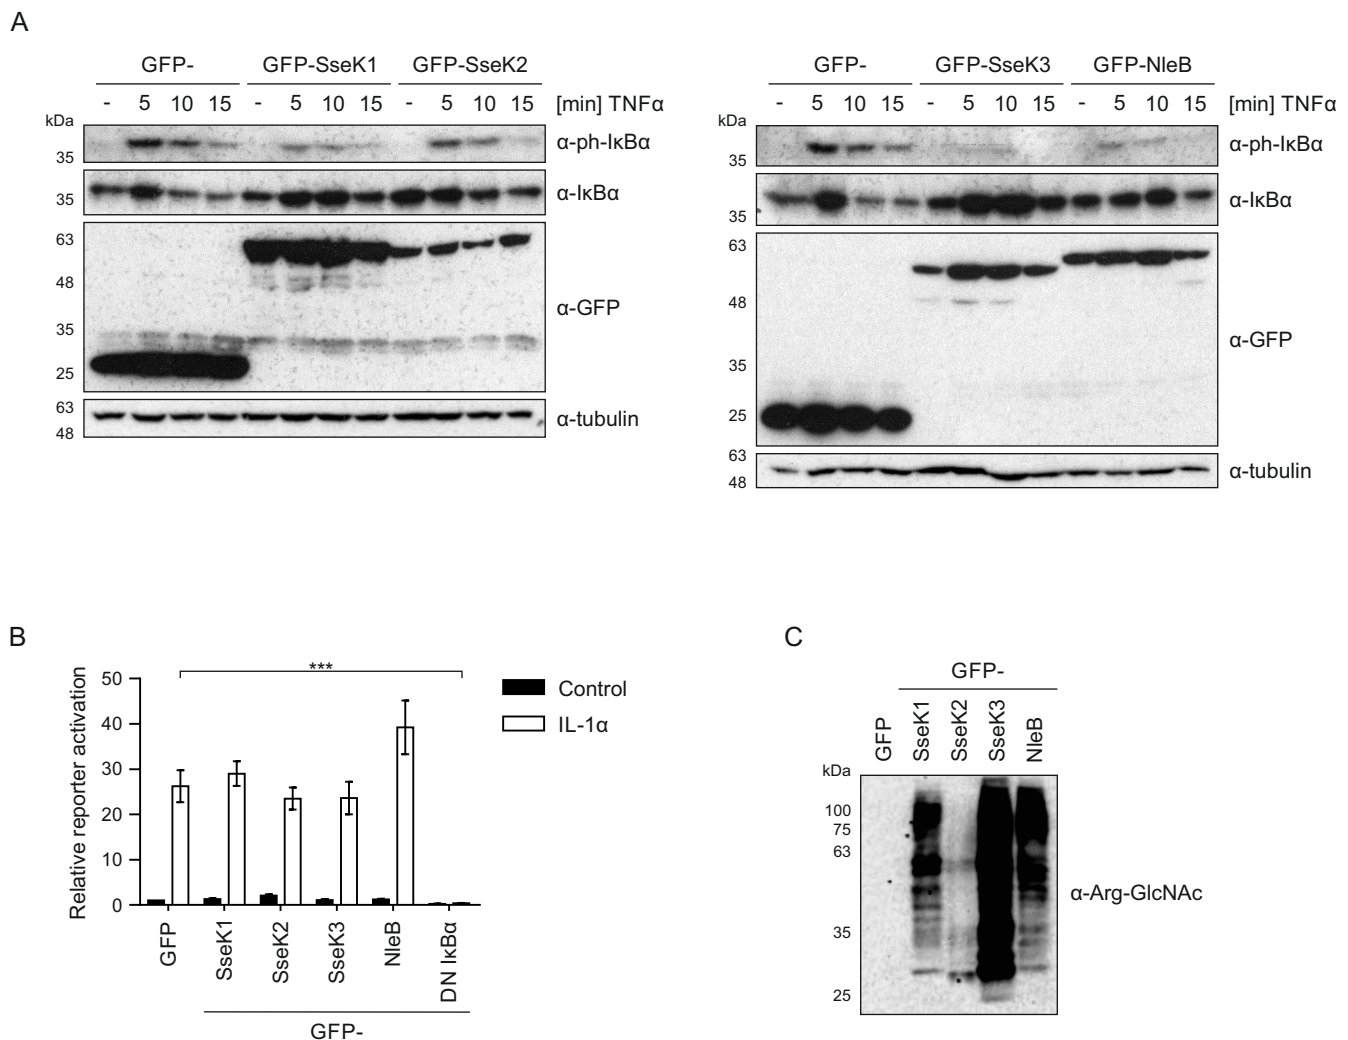 A
GFP- GFP-SseK1 GFP-SseK2
- 5 10 15 - 5 10 15 - 5 10 15 [min] TNFα
kDa
35 α-ph-IκBα
35 α-IκBα
63
48
35
25
α-GFP
63
48
α-tubulin
GFP- GFP-SseK3 GFP-NleB
- 5 10 15 - 5 10 15 - 5 10 15 [min] TNFα
kDa
35 α-ph-IκBα
35 α-IκBα
63
48
35
25
α-GFP
63
48
α-tubulin
B
***
Relative reporter activation
50
40
30
20
10
0
Control
IL-1α
GFP
SseK1
SseK2
SseK3
NleB
DN IκBα
GFP-
C
GFP-
GFP
SseK1
SseK2
SseK3
NleB
kDa
100
75
63
35
25
α-Arg-GlcNAc